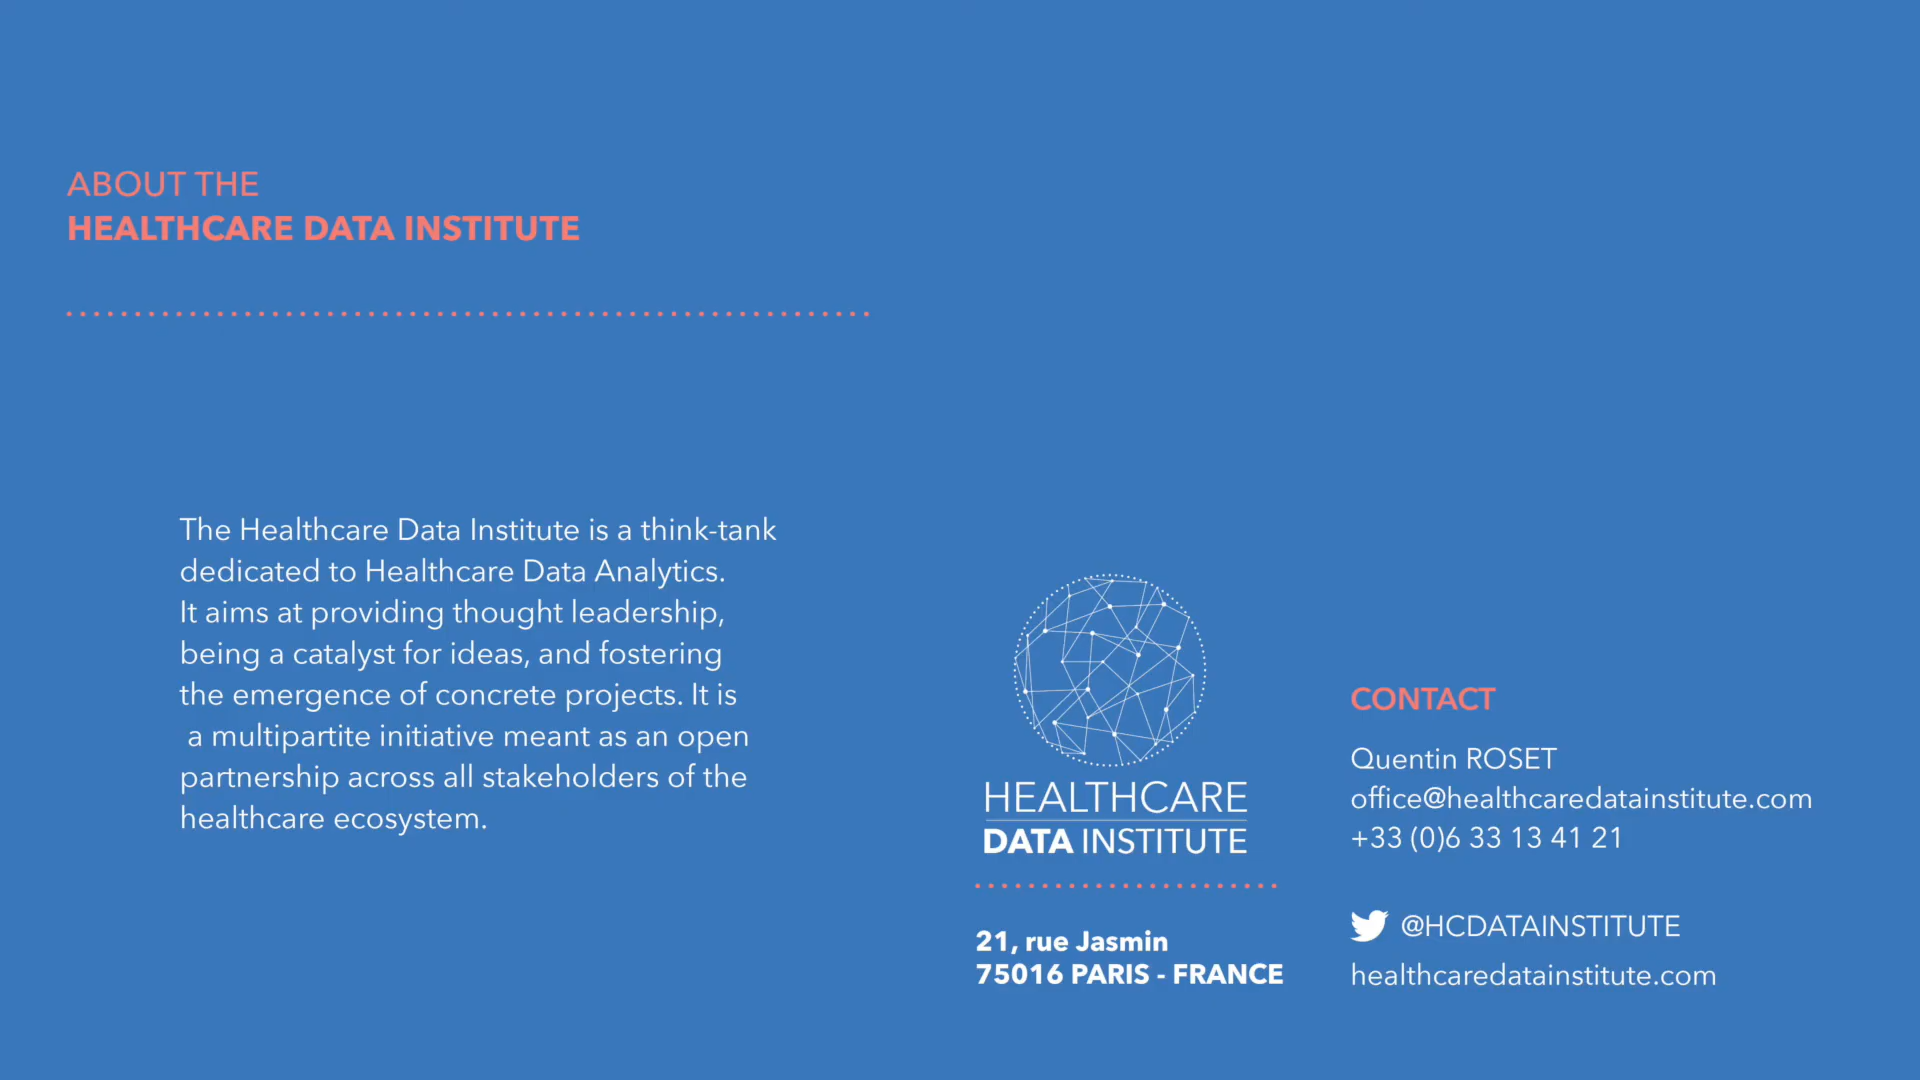 ABOUT THE
HEALTHCARE DATA INSTITUTE
The Healthcare Data Institute is a think-tank
dedicated to Healthcare Data Analytics.
It aims at providing thought leadership,
being a catalyst for ideas, and fostering
the emergence of concrete projects. It is
a multipartite initiative meant as an open
partnership across all stakeholders of the
healthcare ecosystem.
HEALTHCARE
DATA INSTITUTE
21, rue Jasmin
75016 PARIS - FRANCE
CONTACT
Quentin ROSET
office@healthcaredatainstitute.com
+33 (0)6 33 13 41 21
@HCDATAINSTITUTE
healthcaredatainstitute.com